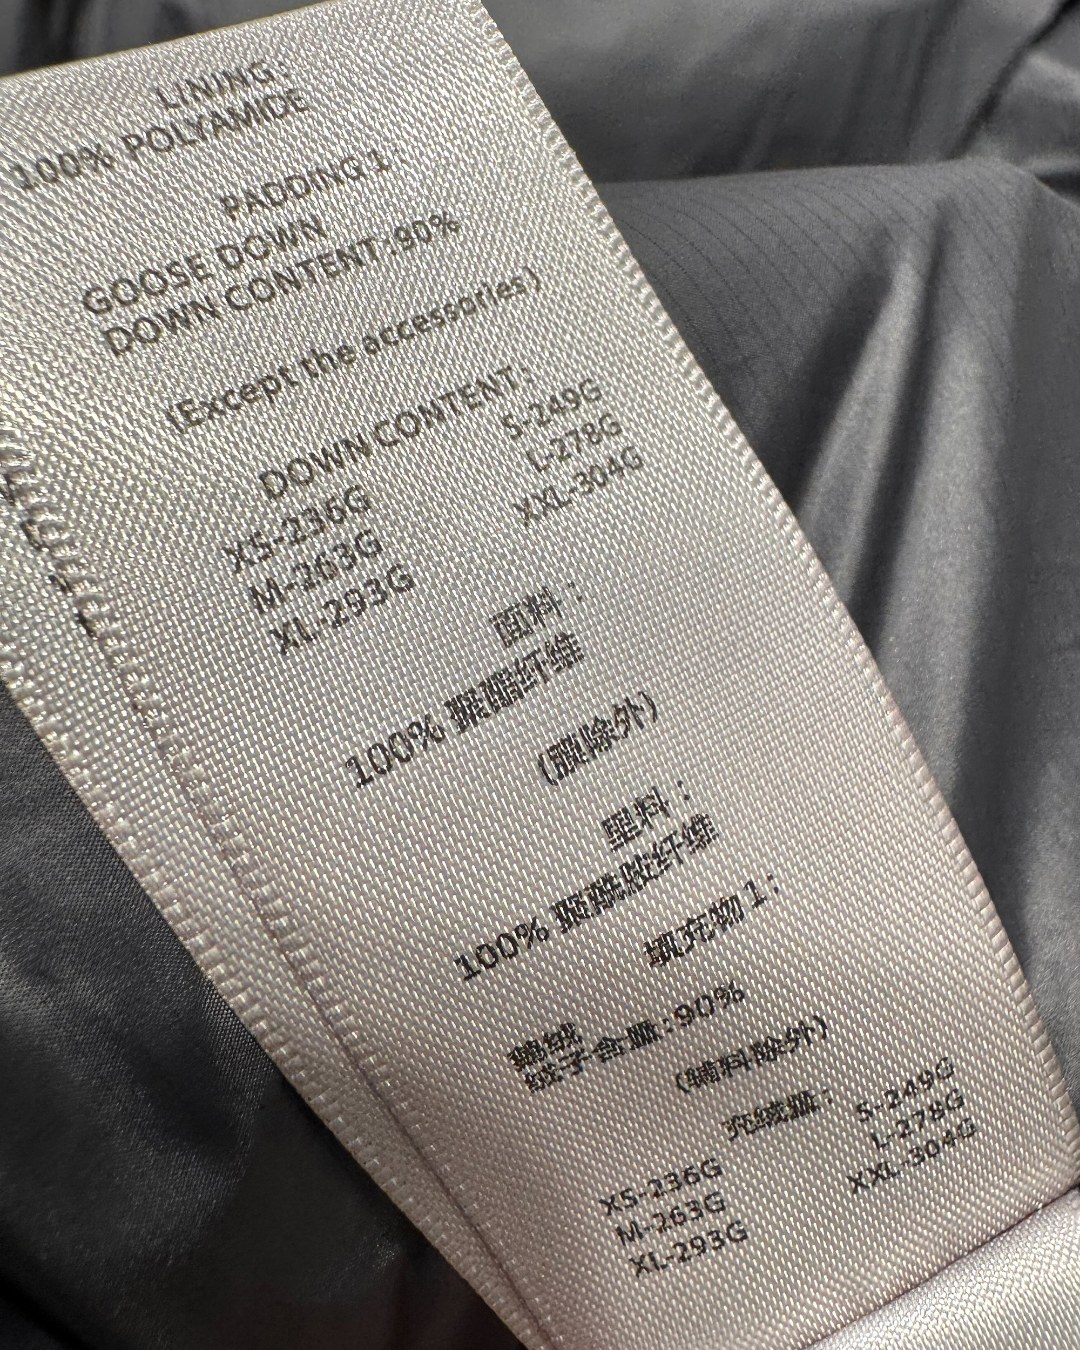 LINING:
100% POLYAMIDE
PADDING 1:
GOOSE DOWN
DOWN CONTENT:90%
(Except the accessories)
DOWN CONTENT:
XS-236G S-249G
M-263G L-278G
XL-293G XXL-304G
面料:
100% 聚酯纤维
(除外)
里料:
100% 聚酰胺纤维
填充物 1:
鹅绒
绒子含量:90%
(辅料除外)
充绒量:
XS-236G S-249G
M-263G L-278G
XL-293G XXL-304G